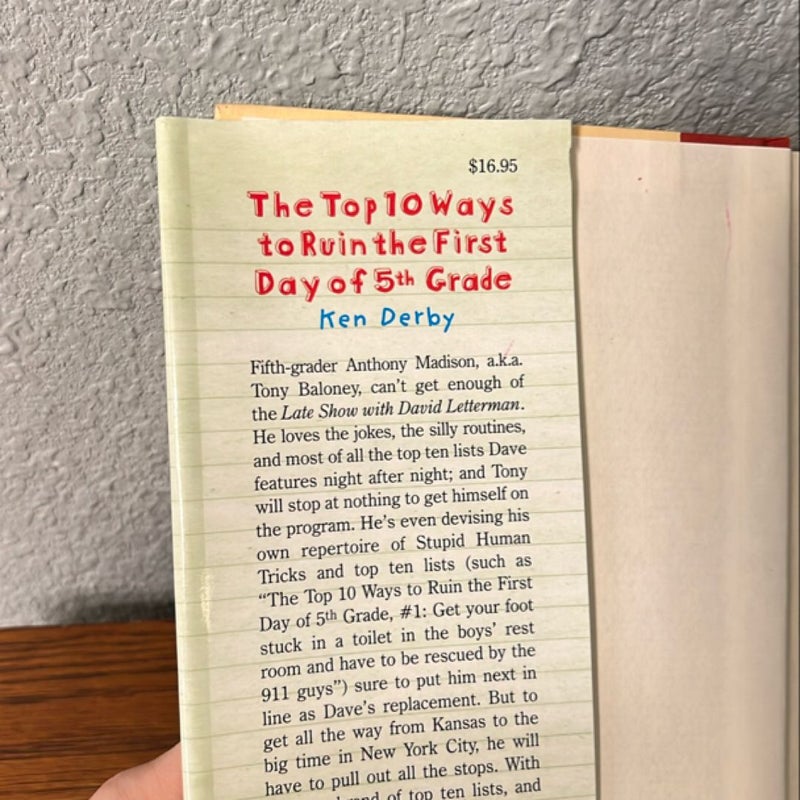 $16.95
The Top 10 Ways
to Ruin the First
Day of 5th Grade
Ken Derby
Fifth-grader Anthony Madison, a.k.a.
Tony Baloney, can't get enough of
the Late Show with David Letterman.
He loves the jokes, the silly routines,
and most of all the top ten lists Dave
features night after night; and Tony
will stop at nothing to get himself on
the program. He's even devising his
own repertoire of Stupid Human
Tricks and top ten lists (such as
“The Top 10 Ways to Ruin the First
Day of 5th Grade, #1: Get your foot
stuck in a toilet in the boys' rest
room and have to be rescued by the
911 guys”) sure to put him next in
line as Dave's replacement. But to
get all the way from Kansas to the
big time in New York City, he will
have to pull out all the stops. With
of top ten lists, and